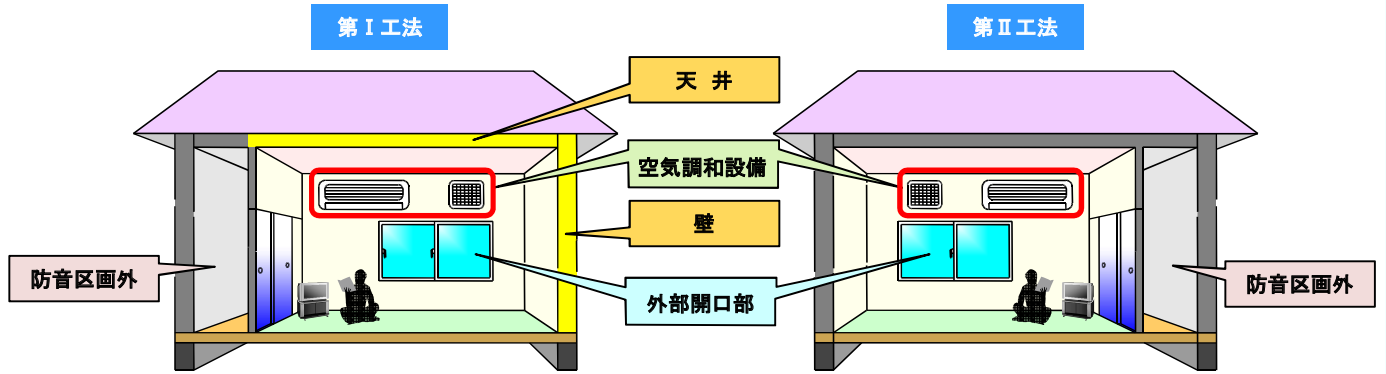 第Ⅰ工法
第Ⅱ工法
天 井
空気調和設備
壁
外部開口部
防音区画外
防音区画外